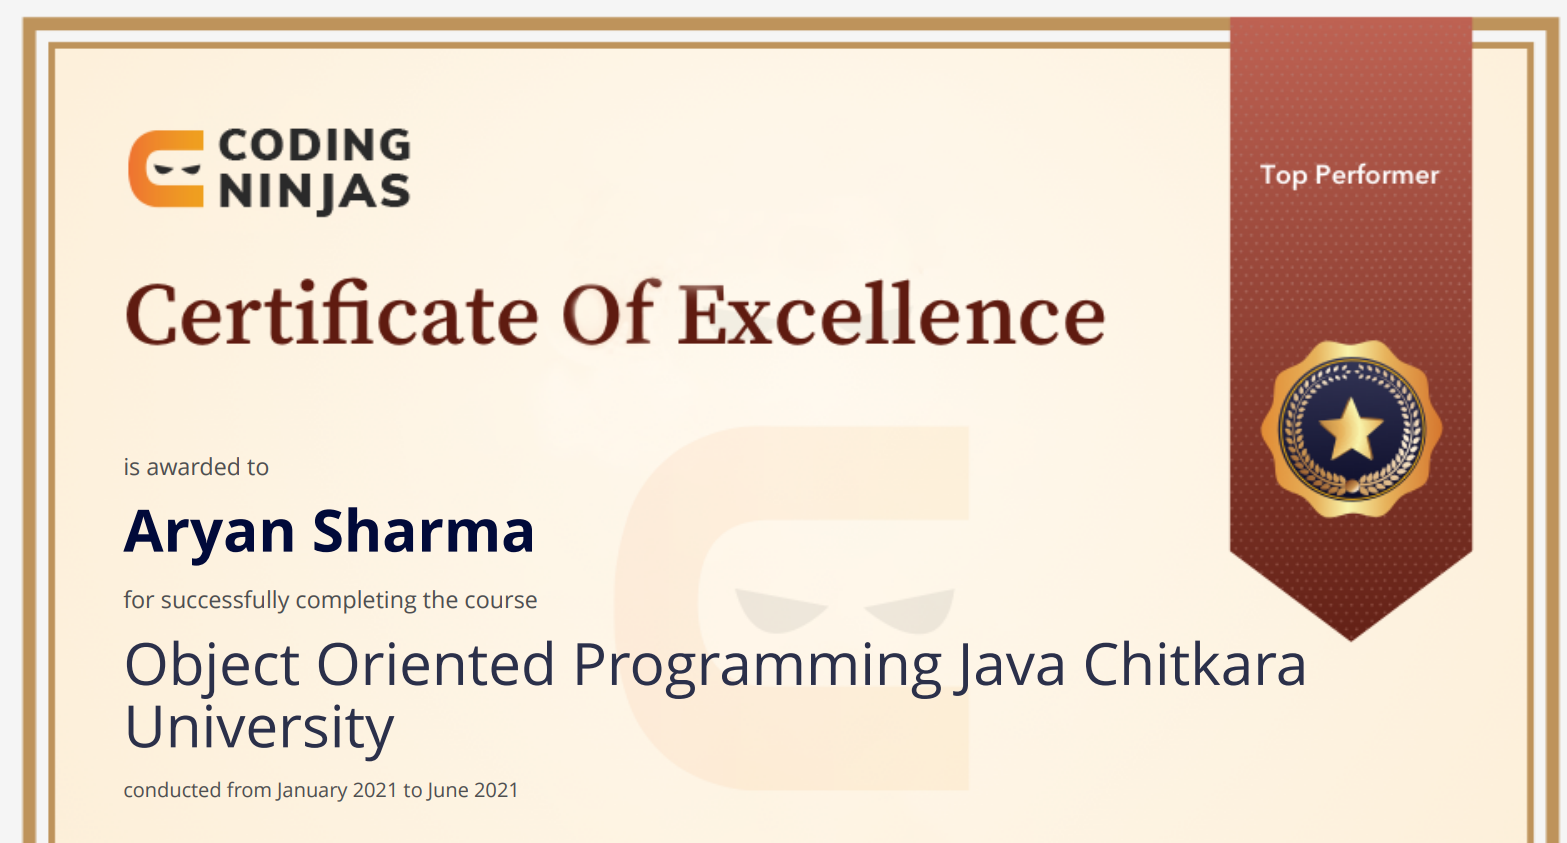 CODING
NINJAS
Top Performer
Certificate Of Excellence
is awarded to
Aryan Sharma
for successfully completing the course
Object Oriented Programming Java Chitkara
University
conducted from January 2021 to June 2021